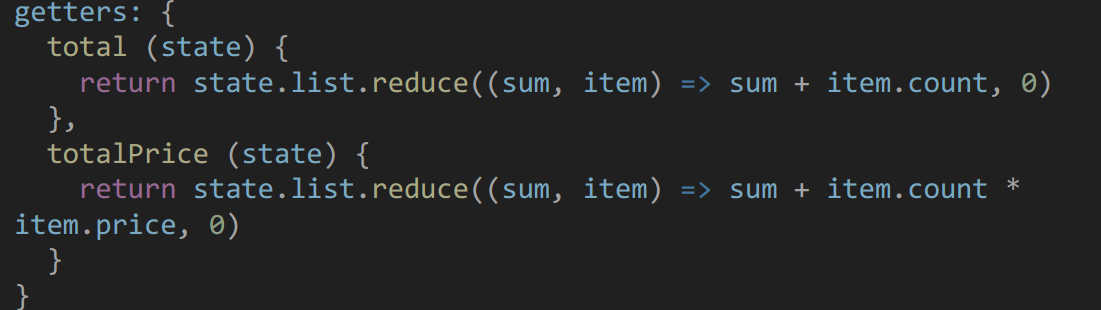 getters: {
  total (state) {
    return state.list.reduce((sum, item) => sum + item.count, 0)
  },
  totalPrice (state) {
    return state.list.reduce((sum, item) => sum + item.count *
item.price, 0)
  }
}